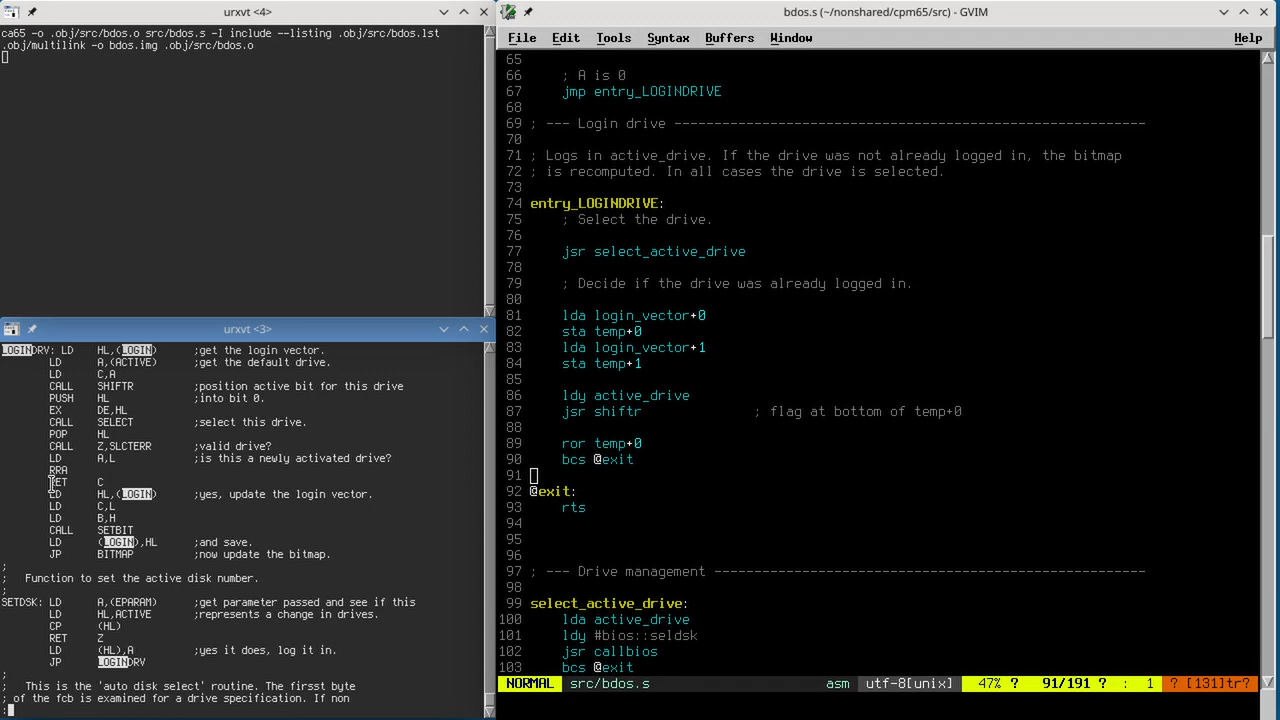 urxvt <4>
ca65 -o .obj/src/bdos.o src/bdos.s -I include --listing .obj/src/bdos.lst
.obj/multilink -o bdos.img .obj/src/bdos.o
urxvt <3>
LOGINDRV: LD HL,(LOGIN) ;get the login vector.
LD A,(ACTIVE) ;get the default drive.
LD C,A
CALL SHIFTR ;position active bit for this drive
PUSH HL ;into bit 0.
EX DE,HL
CALL SELECT ;select this drive.
POP HL
CALL Z,SLCTERR ;valid drive?
LD A,L ;is this a newly activated drive?
RRA
RET C
LD HL,(LOGIN) ;yes, update the login vector.
LD C,L
LD B,H
CALL SETBIT
LD (LOGIN),HL ;and save.
JP BITMAP ;now update the bitmap.
;
; Function to set the active disk number.
;
SETDSK: LD A,(EPARAM) ;get parameter passed and see if this
LD HL,ACTIVE ;represents a change in drives.
CP (HL)
RET Z
LD (HL),A ;yes it does, log it in.
JP LOGINDRV
;
; This is the 'auto disk select' routine. The firsst byte
; of the fcb is examined for a drive specification. If non
:
bdos.s (~/nonshared/cpm65/src) - GVIM
File Edit Tools Syntax Buffers Window Help
65
66 ; A is 0
67 jmp entry_LOGINDRIVE
68
69 ; --- Login drive -----------------------------------------------------------
70
71 ; Logs in active_drive. If the drive was not already logged in, the bitmap
72 ; is recomputed. In all cases the drive is selected.
73
74 entry_LOGINDRIVE:
75 ; Select the drive.
76
77 jsr select_active_drive
78
79 ; Decide if the drive was already logged in.
80
81 lda login_vector+0
82 sta temp+0
83 lda login_vector+1
84 sta temp+1
85
86 ldy active_drive
87 jsr shiftr ; flag at bottom of temp+0
88
89 ror temp+0
90 bcs @exit
91
92 @exit:
93 rts
94
95
96
97 ; --- Drive management ------------------------------------------------------
98
99 select_active_drive:
100 lda active_drive
101 ldy #bios::seldsk
102 jsr callbios
103 bcs @exit
NORMAL src/bdos.s asm utf-8[unix] 47% ? 91/191 ? : 1 ? [131]tr?